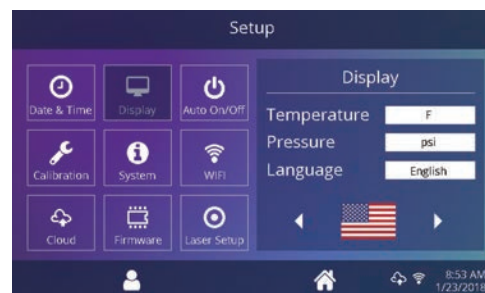 Setup
Date & Time
Display
Auto On/Off
Calibration
System
WIFI
Cloud
Firmware
Laser Setup
Display
Temperature
F
Pressure
psi
Language
English
8:53 AM
1/23/2018